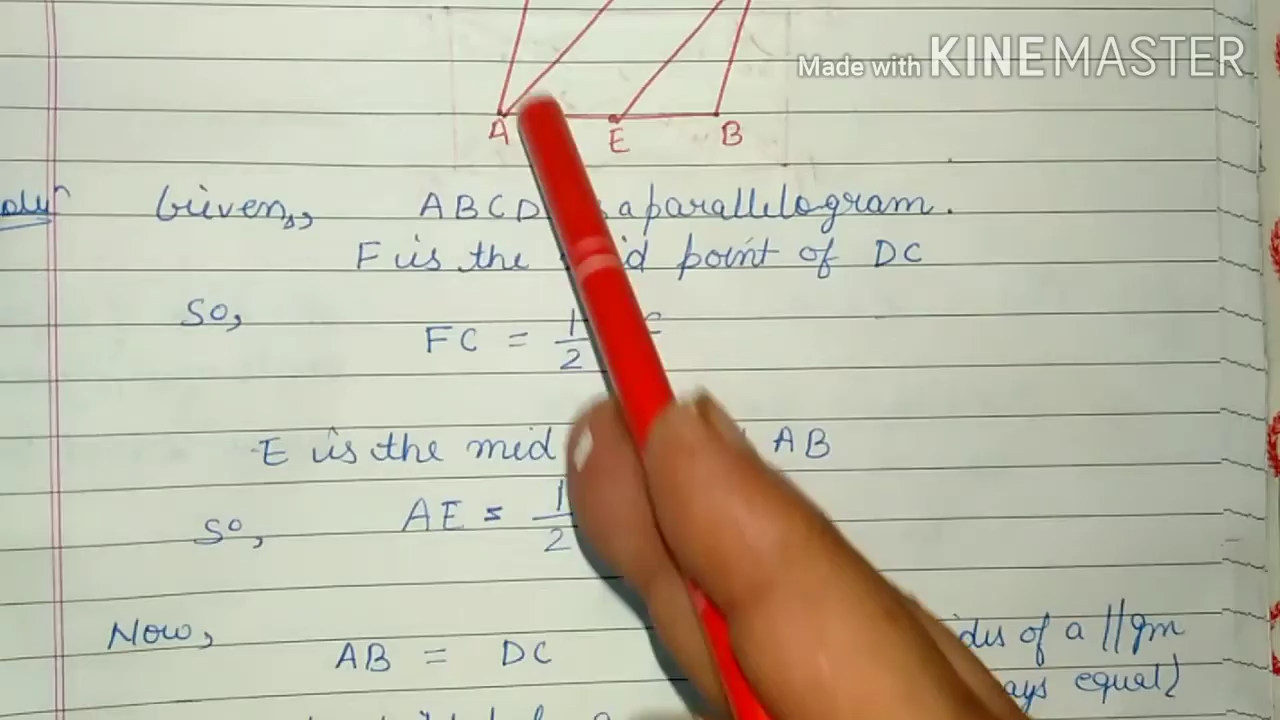 Made with KINEMASTER
A E B
Given, ABCD a parallelogram.
F is the point of DC
So, FC = 1/2
E is the mid AB
So, AE = 1/2
Now, of a ||gm
AB = DC equal)